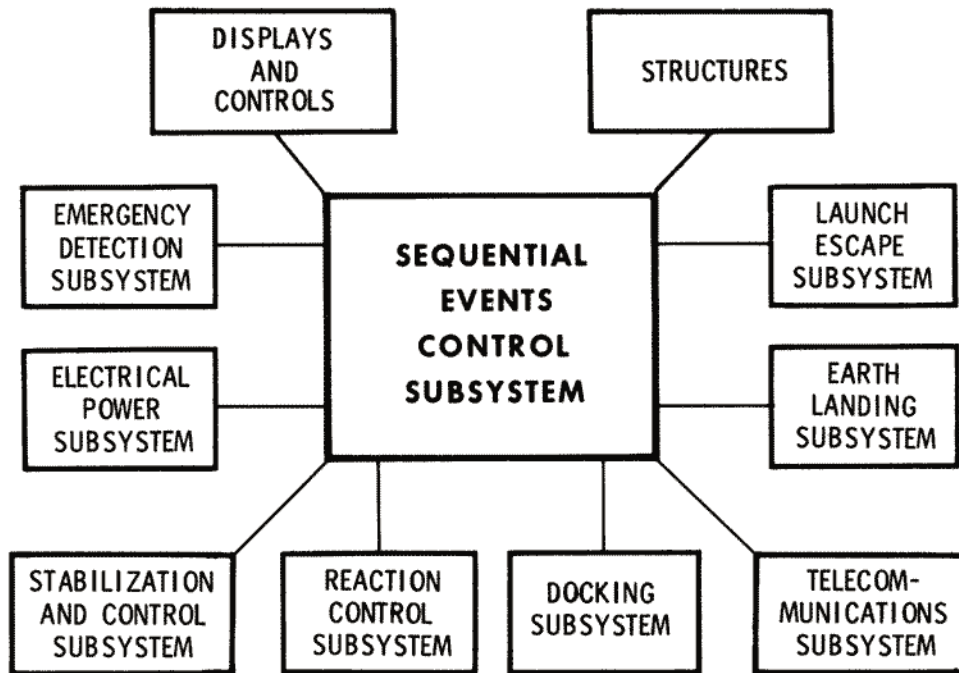 DISPLAYS
AND
CONTROLS
STRUCTURES
EMERGENCY
DETECTION
SUBSYSTEM
SEQUENTIAL
EVENTS
CONTROL
SUBSYSTEM
LAUNCH
ESCAPE
SUBSYSTEM
ELECTRICAL
POWER
SUBSYSTEM
EARTH
LANDING
SUBSYSTEM
STABILIZATION
AND CONTROL
SUBSYSTEM
REACTION
CONTROL
SUBSYSTEM
DOCKING
SUBSYSTEM
TELECOM-
MUNICATIONS
SUBSYSTEM